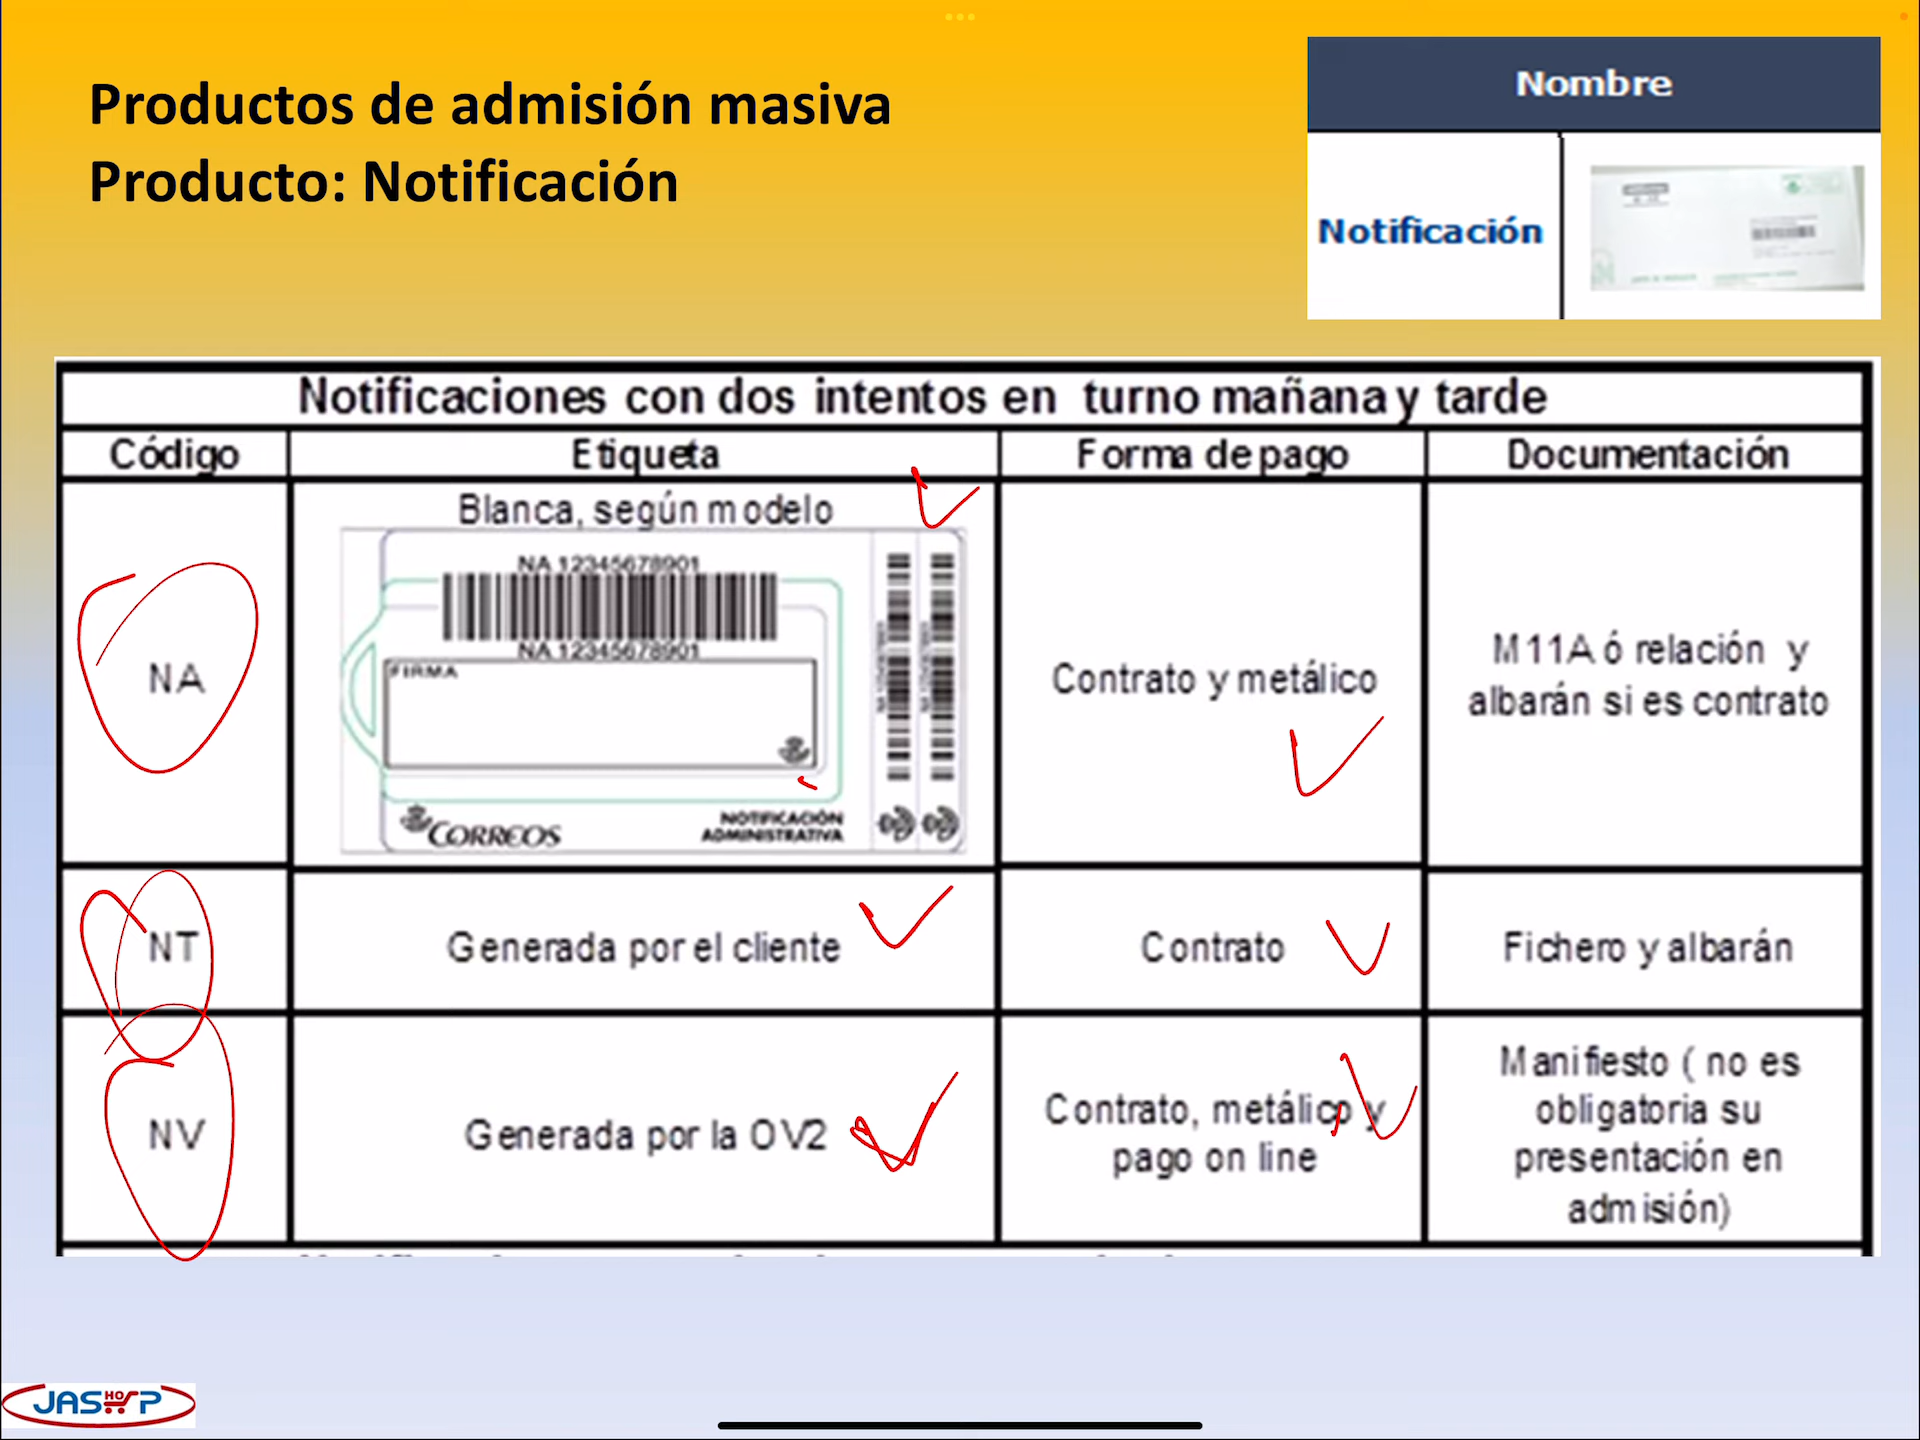 Productos de admisión masiva
Producto: Notificación
Nombre
Notificación
Notificaciones con dos intentos en turno mañana y tarde
Código
Etiqueta
Forma de pago
Documentación
NA
Blanca, según modelo
NA 12345678901
NA 12345678901
FIRMA
CORREOS
NOTIFICACIÓN
ADMINISTRATIVA
Contrato y metálico
M11A ó relación y
albarán si es contrato
NT
Generada por el cliente
Contrato
Fichero y albarán
NV
Generada por la OV2
Contrato, metálico y
pago on line
Manifiesto ( no es
obligatoria su
presentación en
admisión)
JASHOP